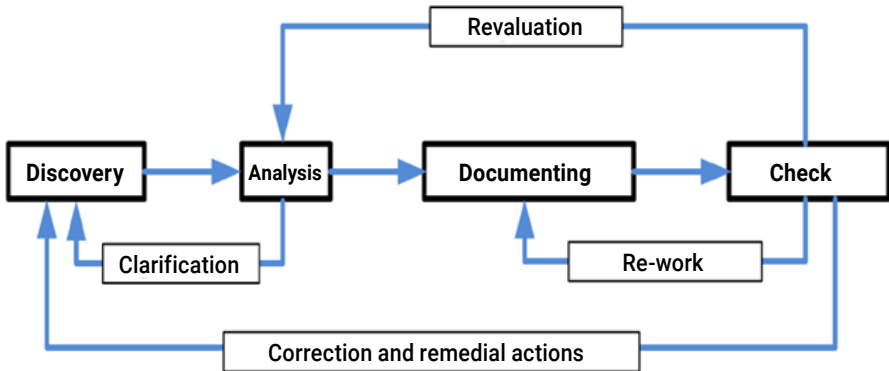 Revaluation
Discovery
Analysis
Documenting
Check
Clarification
Re-work
Correction and remedial actions